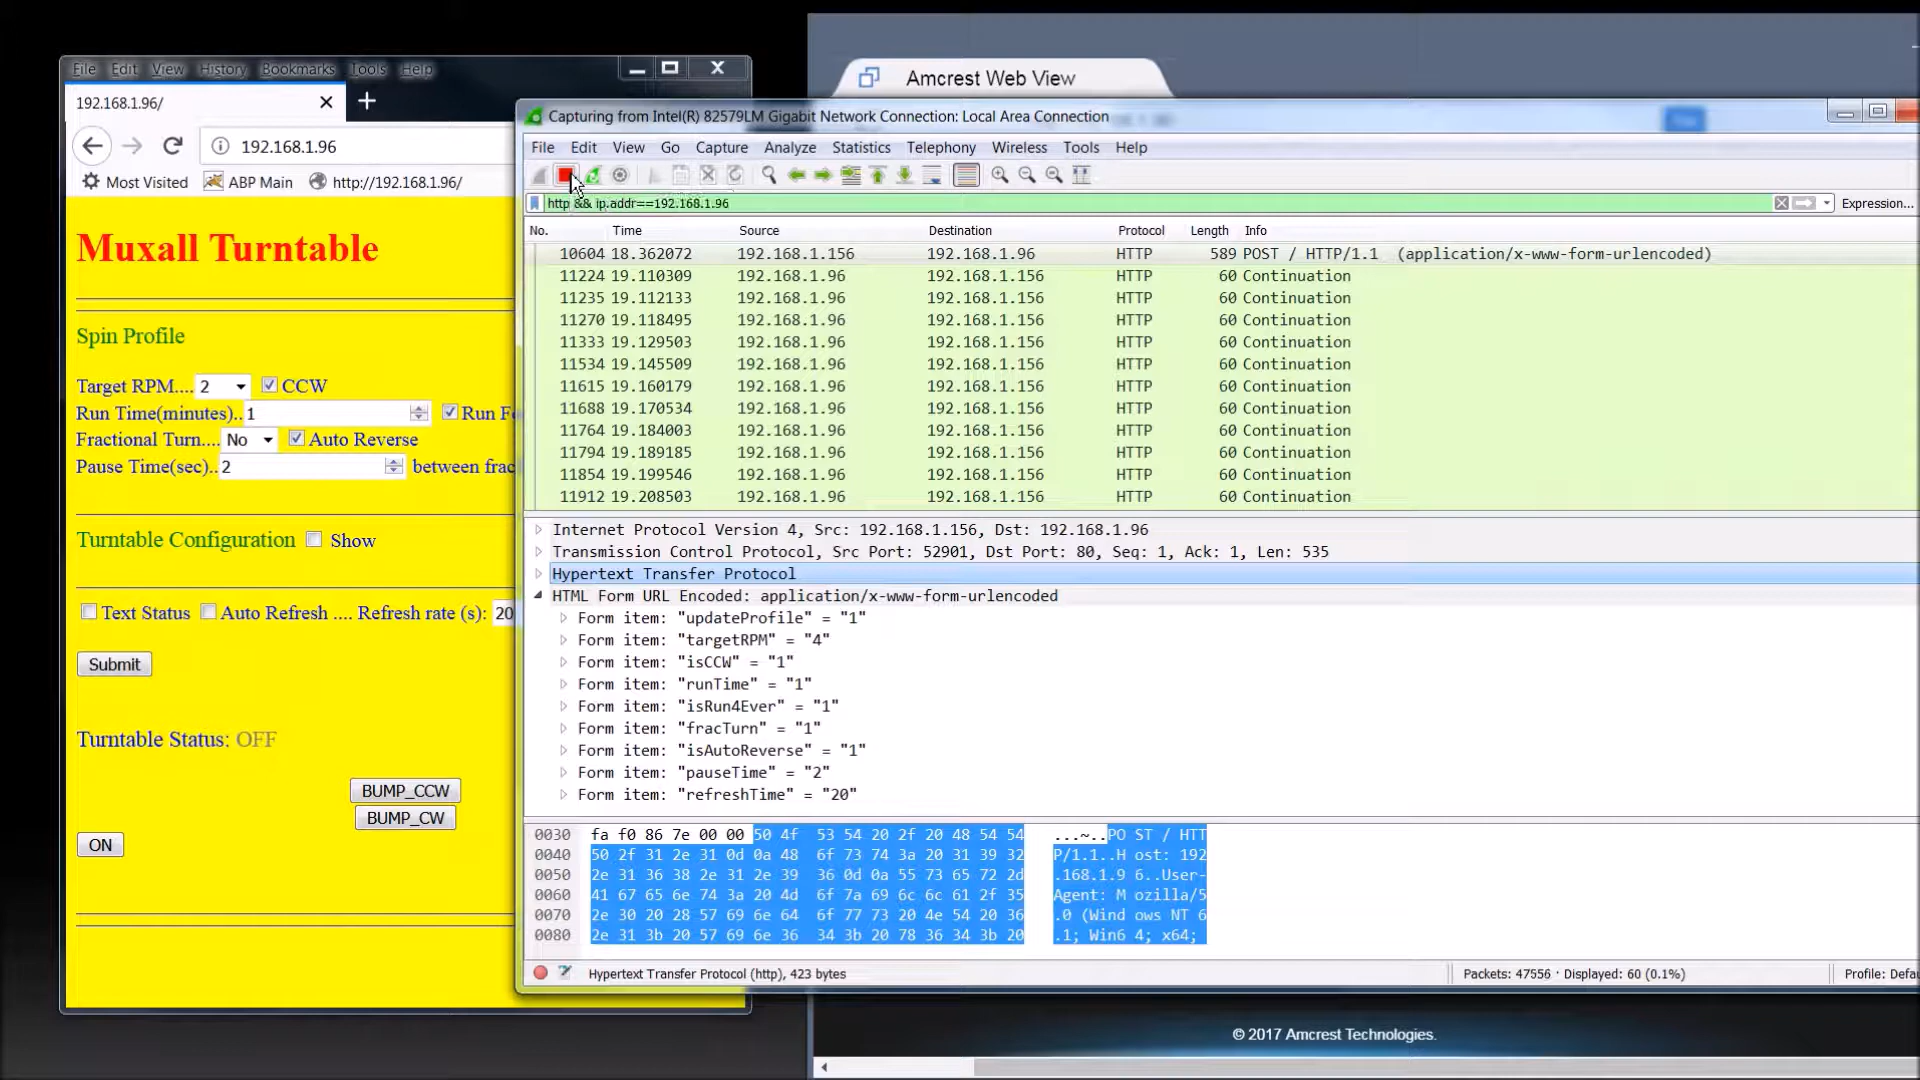 File Edit View History Bookmarks Tools Help
192.168.1.96/
192.168.1.96
Most Visited ABP Main http://192.168.1.96/
Muxall Turntable
Spin Profile
Target RPM.... 2 CCW
Run Time(minutes).. 1 Run F
Fractional Turn.... No Auto Reverse
Pause Time(sec).. 2 between frac
Turntable Configuration Show
Text Status Auto Refresh .... Refresh rate (s): 20
Submit
Turntable Status: OFF
BUMP_CCW
BUMP_CW
ON
Amcrest Web View
Capturing from Intel(R) 82579LM Gigabit Network Connection: Local Area Connection
File Edit View Go Capture Analyze Statistics Telephony Wireless Tools Help
http && ip.addr==192.168.1.96 Expression...
No. Time Source Destination Protocol Length Info
10604 18.362072 192.168.1.156 192.168.1.96 HTTP 589 POST / HTTP/1.1 (application/x-www-form-urlencoded)
11224 19.110309 192.168.1.96 192.168.1.156 HTTP 60 Continuation
11235 19.112133 192.168.1.96 192.168.1.156 HTTP 60 Continuation
11270 19.118495 192.168.1.96 192.168.1.156 HTTP 60 Continuation
11333 19.129503 192.168.1.96 192.168.1.156 HTTP 60 Continuation
11534 19.145509 192.168.1.96 192.168.1.156 HTTP 60 Continuation
11615 19.160179 192.168.1.96 192.168.1.156 HTTP 60 Continuation
11688 19.170534 192.168.1.96 192.168.1.156 HTTP 60 Continuation
11764 19.184003 192.168.1.96 192.168.1.156 HTTP 60 Continuation
11794 19.189185 192.168.1.96 192.168.1.156 HTTP 60 Continuation
11854 19.199546 192.168.1.96 192.168.1.156 HTTP 60 Continuation
11912 19.208503 192.168.1.96 192.168.1.156 HTTP 60 Continuation
Internet Protocol Version 4, Src: 192.168.1.156, Dst: 192.168.1.96
Transmission Control Protocol, Src Port: 52901, Dst Port: 80, Seq: 1, Ack: 1, Len: 535
Hypertext Transfer Protocol
HTML Form URL Encoded: application/x-www-form-urlencoded
Form item: "updateProfile" = "1"
Form item: "targetRPM" = "4"
Form item: "isCCW" = "1"
Form item: "runTime" = "1"
Form item: "isRun4Ever" = "1"
Form item: "fracTurn" = "1"
Form item: "isAutoReverse" = "1"
Form item: "pauseTime" = "2"
Form item: "refreshTime" = "20"
0030 fa f0 86 7e 00 00 50 4f 53 54 20 2f 20 48 54 54 ...~..PO ST / HTT
0040 50 2f 31 2e 31 0d 0a 48 6f 73 74 3a 20 31 39 32 P/1.1..H ost: 192
0050 2e 31 36 38 2e 31 2e 39 36 0d 0a 55 73 65 72 2d .168.1.9 6..User-
0060 41 67 65 6e 74 3a 20 4d 6f 7a 69 6c 6c 61 2f 35 Agent: M ozilla/5
0070 2e 30 20 28 57 69 6e 64 6f 77 73 20 4e 54 20 36 .0 (Wind ows NT 6
0080 2e 31 3b 20 57 69 6e 36 34 3b 20 78 36 34 3b 20 .1; Win6 4; x64;
Hypertext Transfer Protocol (http), 423 bytes Packets: 47556 · Displayed: 60 (0.1%) Profile: Defau
© 2017 Amcrest Technologies.